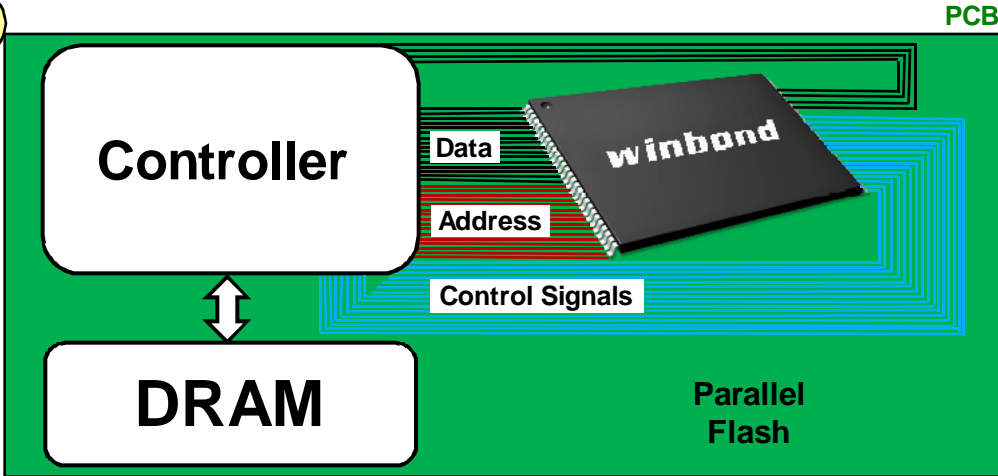 PCB
Controller
Data
winbond
Address
Control Signals
DRAM
Parallel
Flash